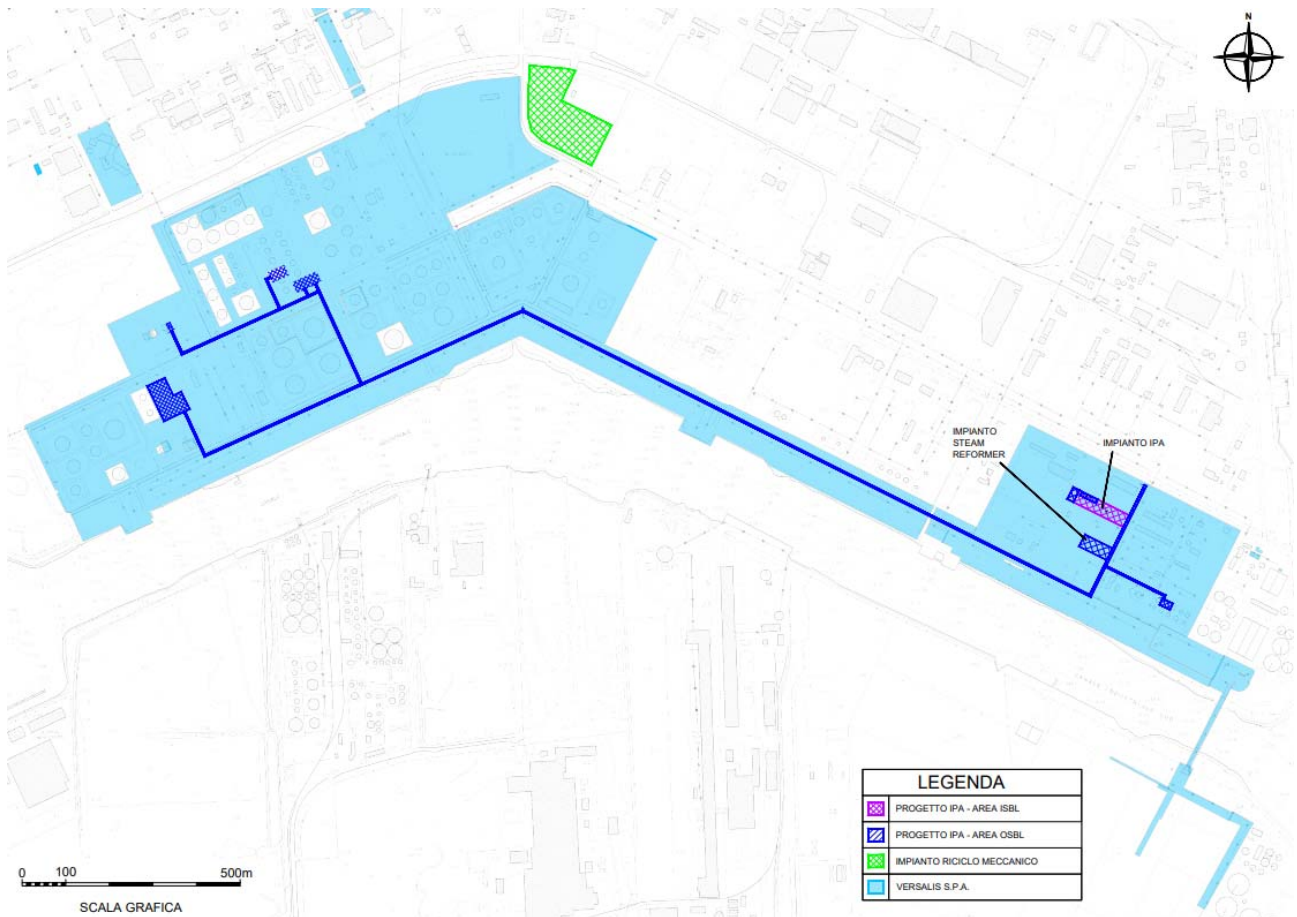 N
IMPIANTO
STEAM
REFORMER
IMPIANTO IPA
LEGENDA
PROGETTO IPA - AREA ISBL
PROGETTO IPA - AREA OSBL
IMPIANTO RICICLO MECCANICO
VERSALIS S.P.A.
0 100 500m
SCALA GRAFICA